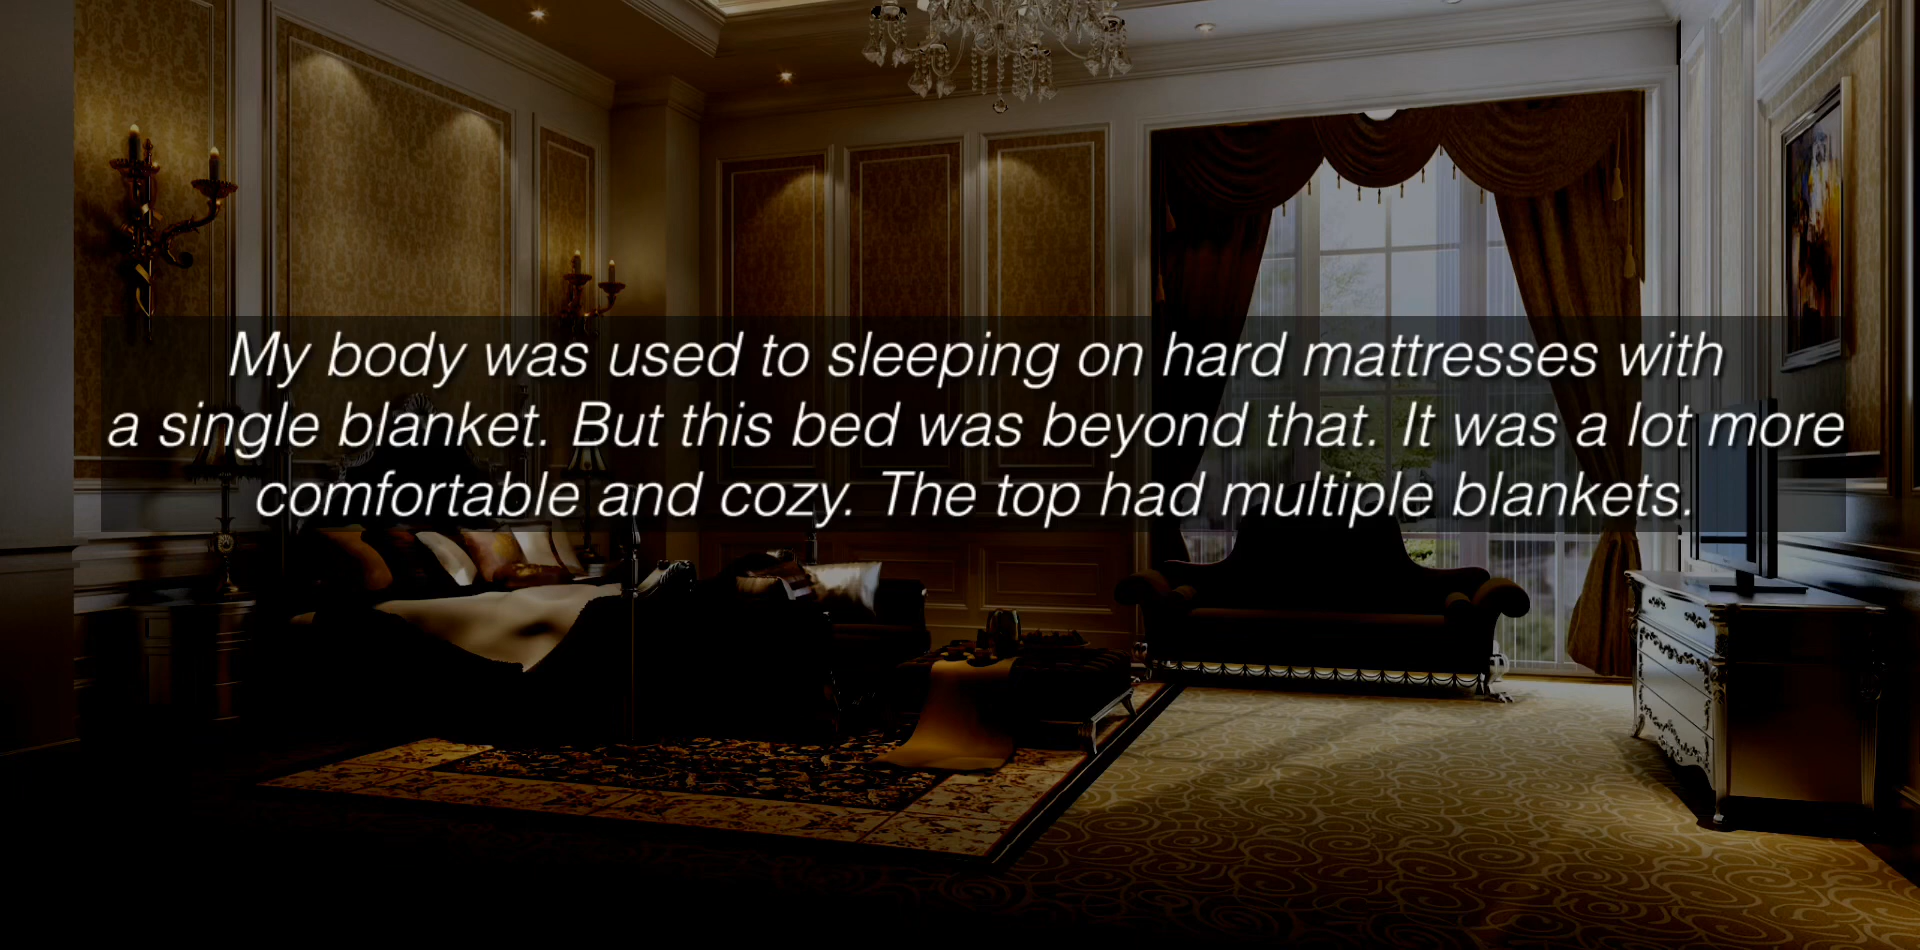 My body was used to sleeping on hard mattresses with
a single blanket. But this bed was beyond that. It was a lot more
comfortable and cozy. The top had multiple blankets.